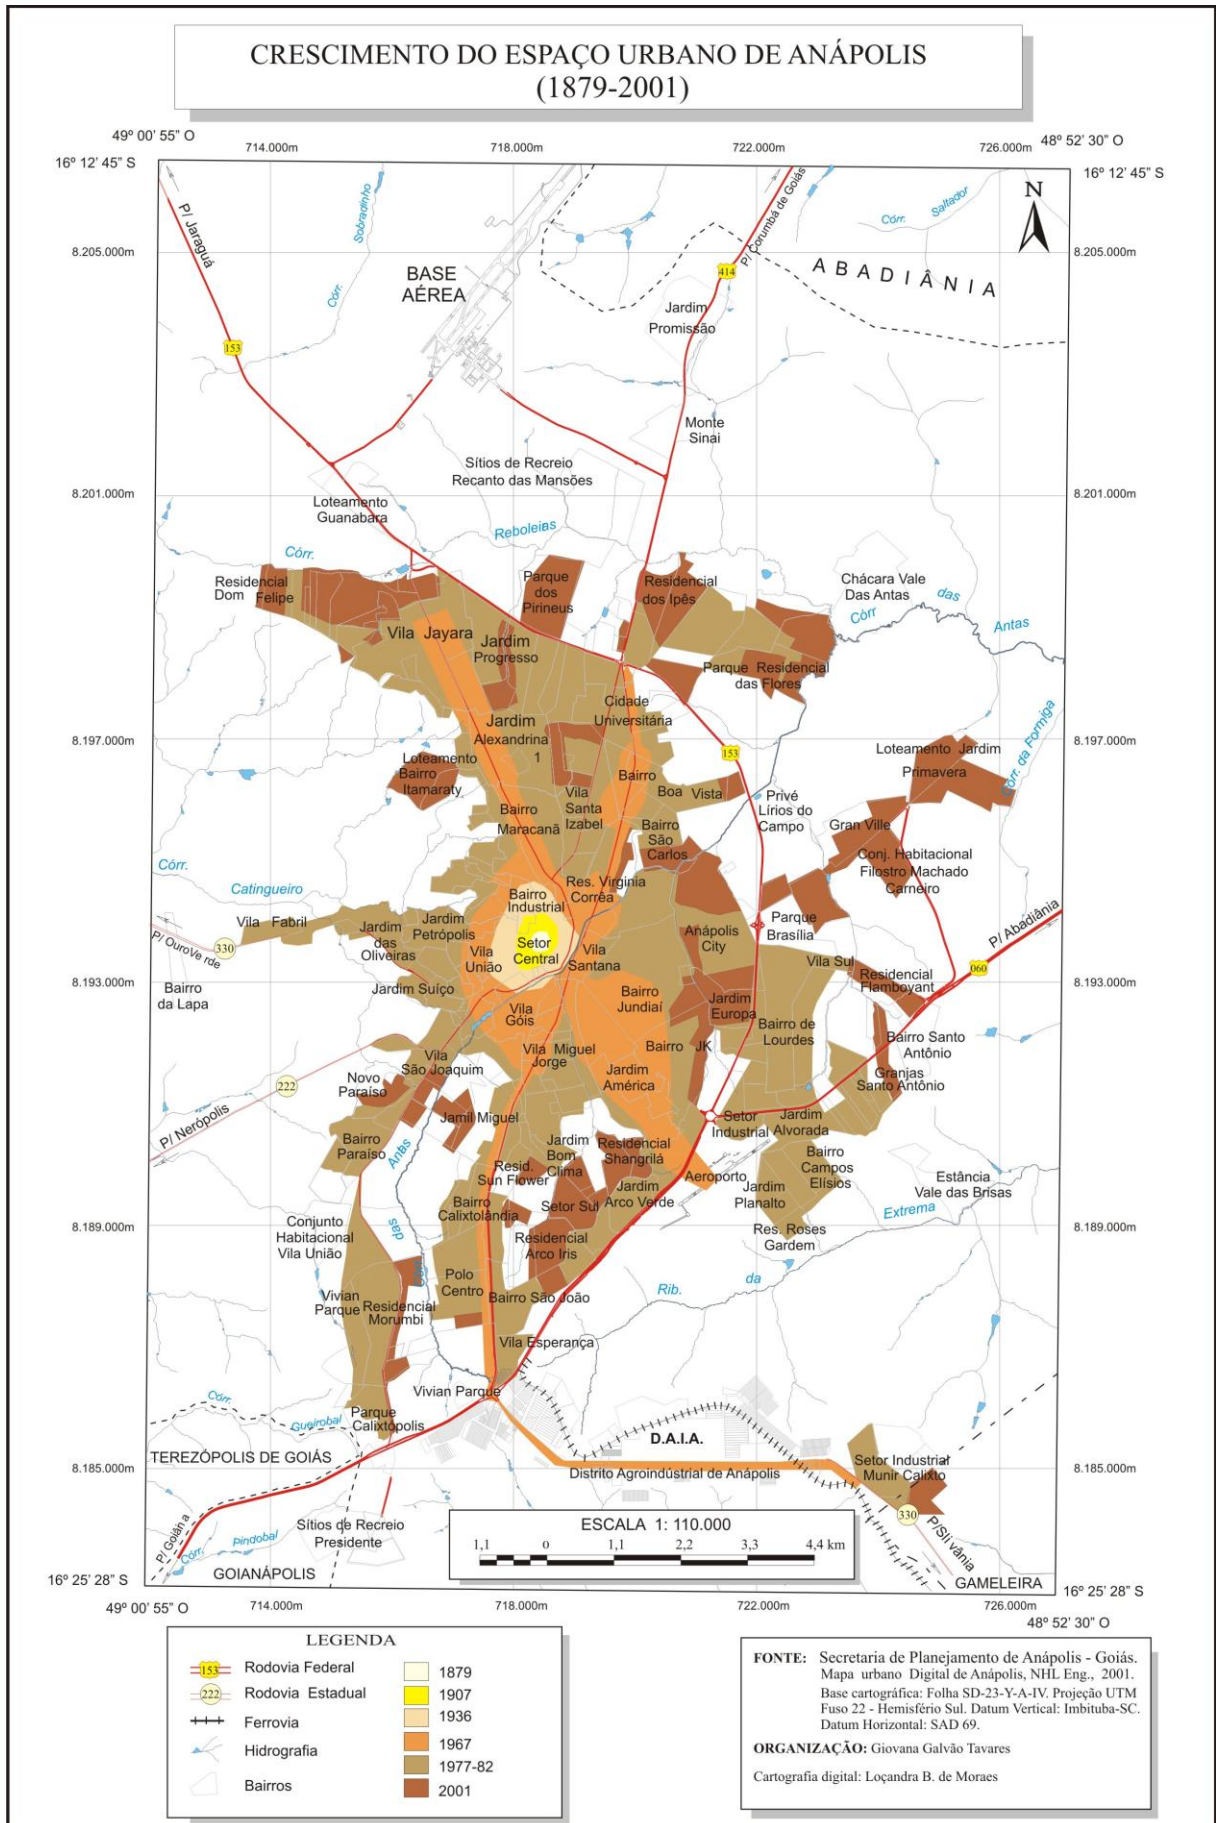 CRESCIMENTO DO ESPAÇO URBANO DE ANÁPOLIS
(1879-2001)
49º 00' 55" O
48º 52' 30" O
714.000m
718.000m
722.000m
726.000m
16º 12' 45" S
16º 12' 45" S
N
P/ Jaraguá
Córr. Sobradinho
P/ Corumbá de Goiás
Córr. Saltador
8.205.000m
8.205.000m
BASE
AÉREA
414
ABADIÂNIA
Jardim
Promissão
153
Monte
Sinai
Sítios de Recreio
Recanto das Mansões
8.201.000m
8.201.000m
Loteamento
Guanabara
Córr. Reboleias
Residencial
Dom Felipe
Parque
dos
Pirineus
Residencial
dos Ipês
Chácara Vale
Das Antas
Córr das Antas
Vila Jayara
Jardim
Progresso
Parque Residencial
das Flores
Cidade
Universitária
Jardim
Alexandrina
1
8.197.000m
8.197.000m
153
Loteamento Jardim
Primavera
Córr. da Formiga
Loteamento
Bairro
Itamaraty
Bairro
Boa Vista
Privé
Lírios do
Campo
Vila
Santa
Izabel
Bairro
Maracanã
Bairro
São
Carlos
Gran Ville
Conj. Habitacional
Filostro Machado
Carneiro
Córr.
Catingueiro
Res. Virginia
Corrêa
Bairro
Industrial
Vila Fabril
Jardim
Petrópolis
Jardim
das
Oliveiras
Parque
Brasília
P/ Abadiânia
P/ OuroVe rde
330
Setor
Central
Vila
União
Vila
Santana
Anápolis
City
Vila Sul
060
Residencial
Flamboyant
8.193.000m
8.193.000m
Bairro
da Lapa
Jardim Suíço
Bairro
Jundiaí
Jardim
Europa
Vila
Góis
Bairro de
Lourdes
Bairro Santo
Antônio
Vila
São Joaquim
Vila Miguel
Jorge
Bairro JK
Jardim
América
Granjas
Santo Antônio
Novo
Paraíso
222
P/ Nerópolis
Jamil Miguel
Setor
Industrial
Jardim
Alvorada
Bairro
Paraíso
Jardim
Bom
Clima
Residencial
Shangrilá
Bairro
Campos
Elísios
Resid.
Sun Flower
Aeroporto
Jardim
Arco Verde
Jardim
Planalto
Estância
Vale das Brisas
Bairro
Calixtolândia
Setor Sul
Córr. das Antas
8.189.000m
8.189.000m
Conjunto
Habitacional
Vila União
Residencial
Arco Iris
Res. Roses
Gardem
Rib. da Extrema
Polo
Centro
Vivian
Parque
Residencial
Morumbi
Bairro São João
Vila Esperança
Vivian Parque
Córr.
Gueirobal
Parque
Calixtópolis
TEREZÓPOLIS DE GOIÁS
D.A.I.A.
Distrito Agroindústrial de Anápolis
Setor Industrial
Munir Calixto
8.185.000m
8.185.000m
330
P/Sli vânia
Sítios de Recreio
Presidente
P/ Goiân a
Córr. Pindobal
GOIANÁPOLIS
ESCALA 1: 110.000
1,1 0 1,1 2,2 3,3 4,4 km
GAMELEIRA
16º 25' 28" S
16º 25' 28" S
49º 00' 55" O
714.000m
718.000m
722.000m
726.000m
48º 52' 30" O
LEGENDA
153 Rodovia Federal
222 Rodovia Estadual
Ferrovia
Hidrografia
Bairros
1879
1907
1936
1967
1977-82
2001
FONTE: Secretaria de Planejamento de Anápolis - Goiás.
Mapa urbano Digital de Anápolis, NHL Eng., 2001.
Base cartográfica: Folha SD-23-Y-A-IV. Projeção UTM
Fuso 22 - Hemisfério Sul. Datum Vertical: Imbituba-SC.
Datum Horizontal: SAD 69.
ORGANIZAÇÃO: Giovana Galvão Tavares
Cartografia digital: Loçandra B. de Moraes